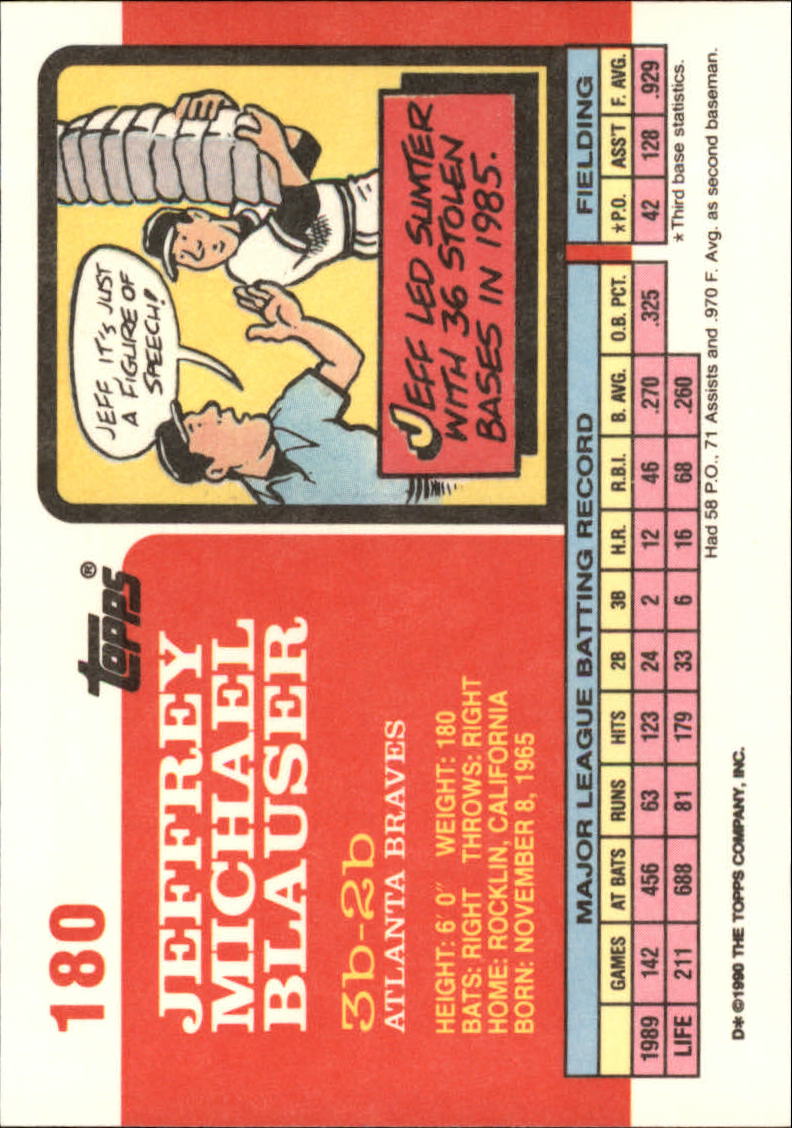 180
Topps®
JEFFREY
MICHAEL
BLAUSER
3b-2b
ATLANTA BRAVES
HEIGHT: 6' 0" WEIGHT: 180
BATS: RIGHT THROWS: RIGHT
HOME: ROCKLIN, CALIFORNIA
BORN: NOVEMBER 8, 1965
JEFF IT'S JUST
A FIGURE OF
SPEECH!
JEFF LED SUMTER
WITH 36 STOLEN
BASES IN 1985.
MAJOR LEAGUE BATTING RECORD FIELDING
GAMES AT BATS RUNS HITS 2B 3B H.R. R.B.I. B. AVG. O.B. PCT. *P.O. ASS'T F. AVG.
1989 142 456 63 123 24 2 12 46 .270 .325 42 128 .929
LIFE 211 688 81 179 33 6 16 68 .260
* Third base statistics.
Had 58 P.O., 71 Assists and .970 F. Avg. as second baseman.
D* ©1990 THE TOPPS COMPANY, INC.